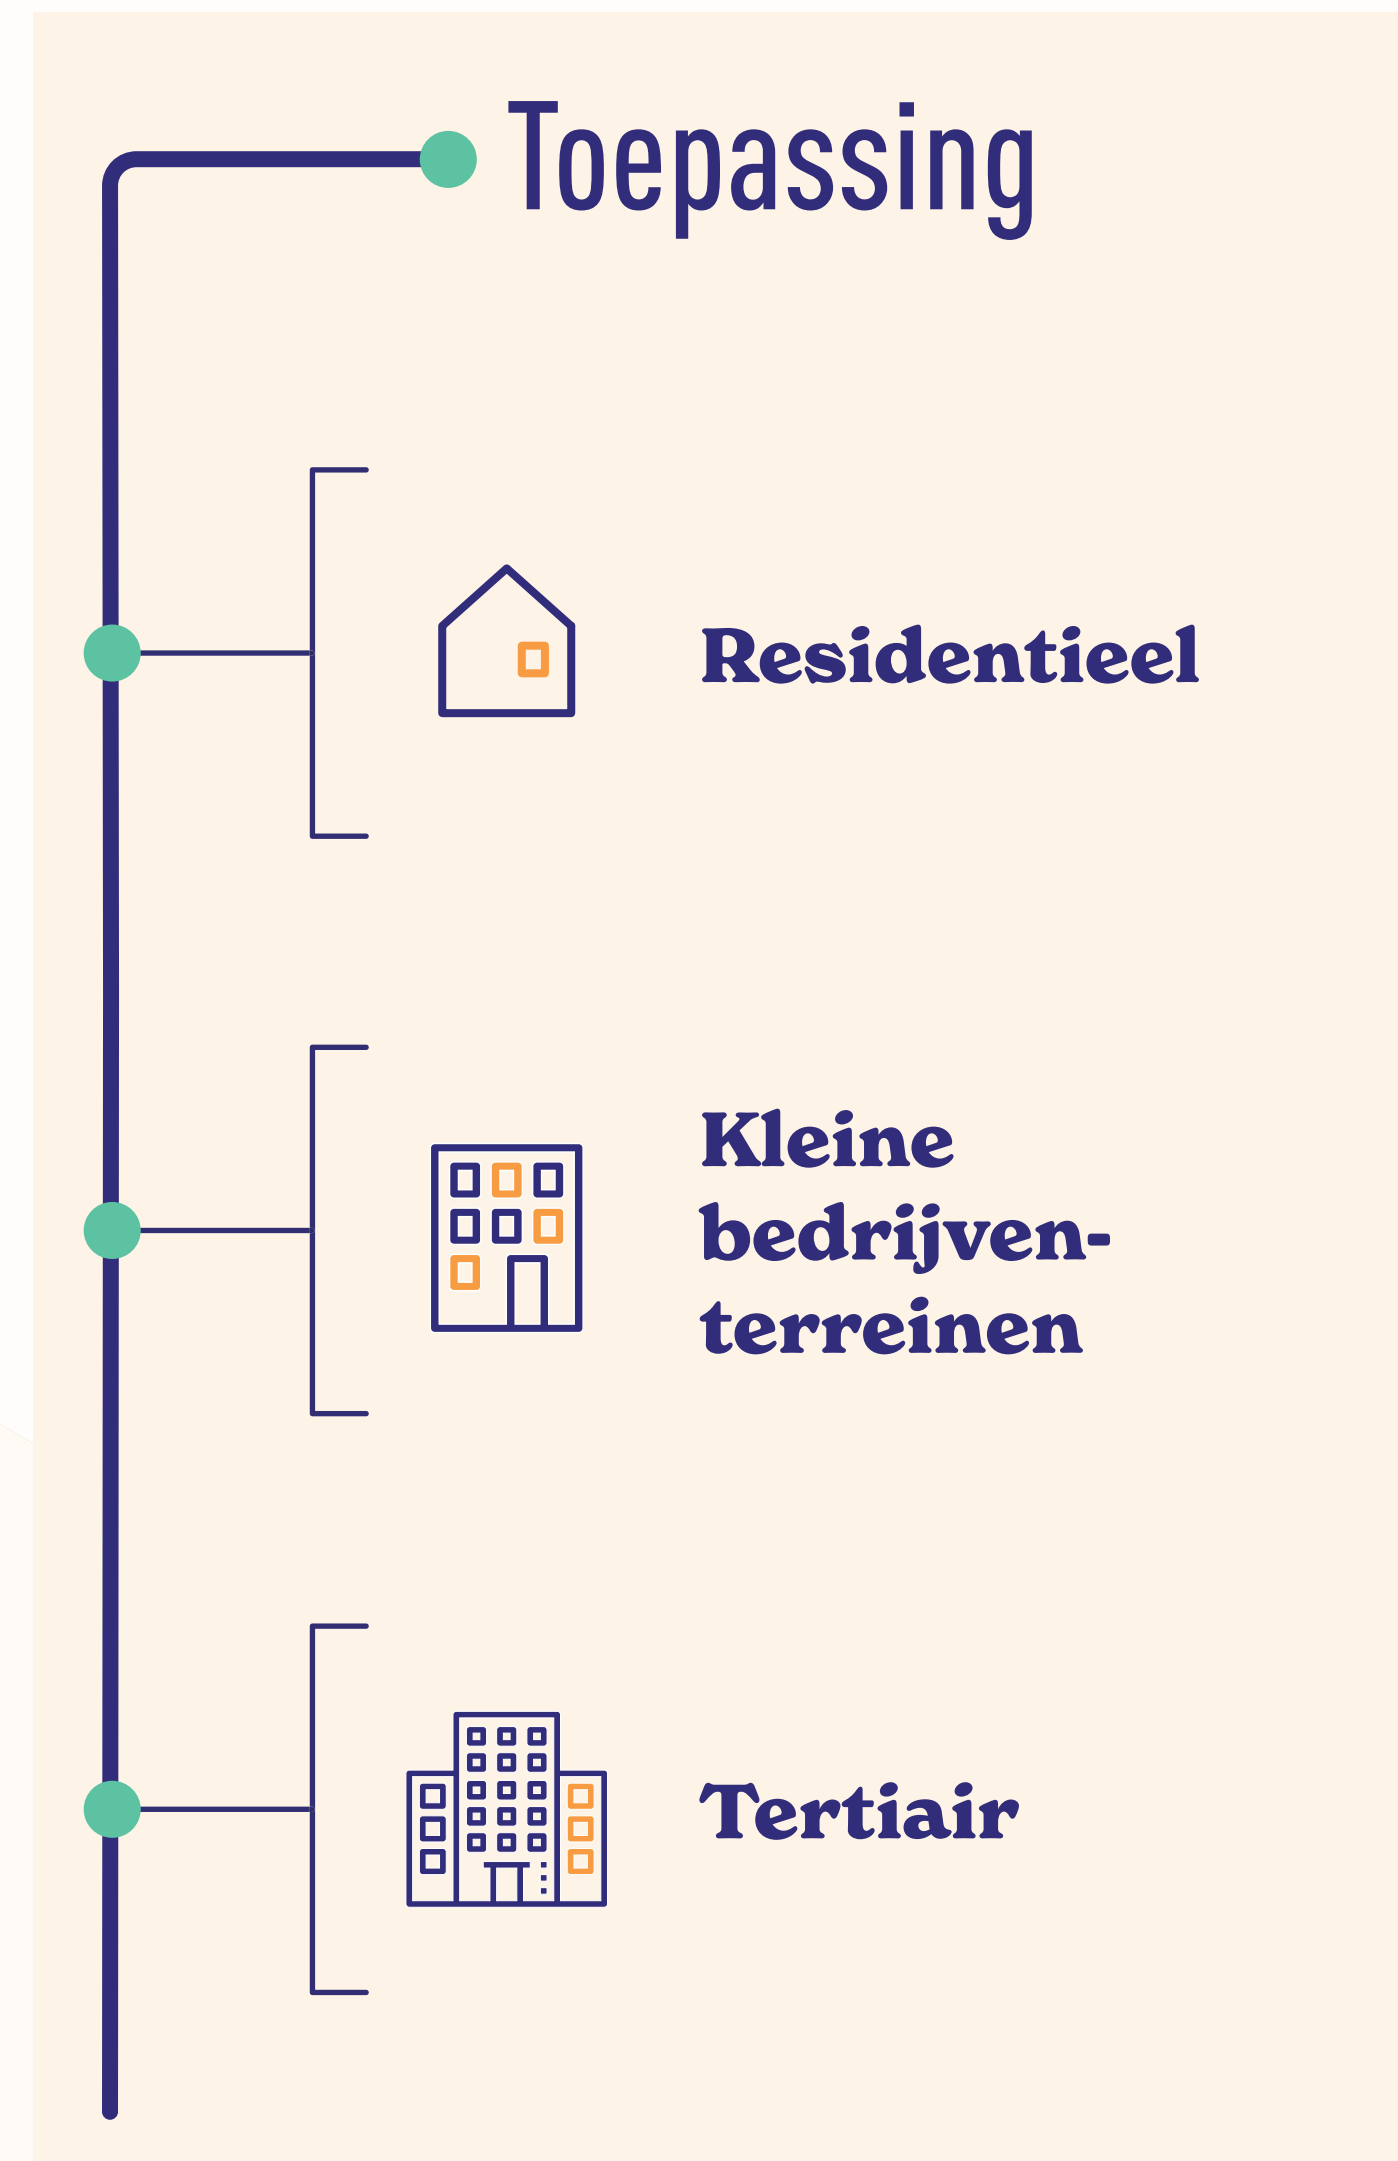 Toepassing
Residentieel
Kleine
bedrijven-
terreinen
Tertiair